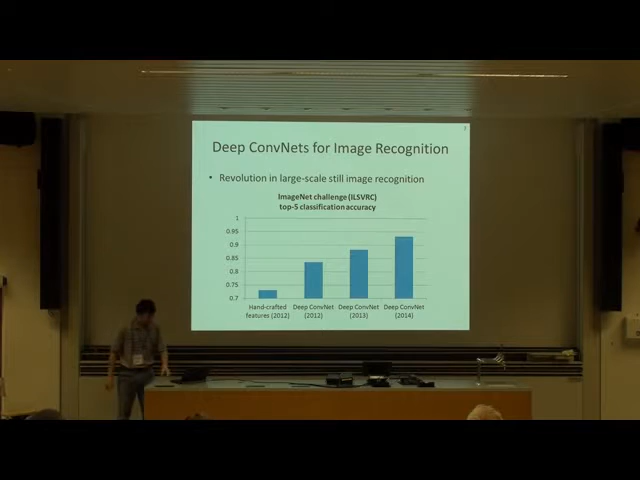 Deep ConvNets for Image Recognition
• Revolution in large-scale still image recognition
ImageNet challenge (ILSVRC)
top-5 classification accuracy
1
0.95
0.9
0.85
0.8
0.75
0.7
Hand-crafted features (2012)
Deep ConvNet (2012)
Deep ConvNet (2013)
Deep ConvNet (2014)